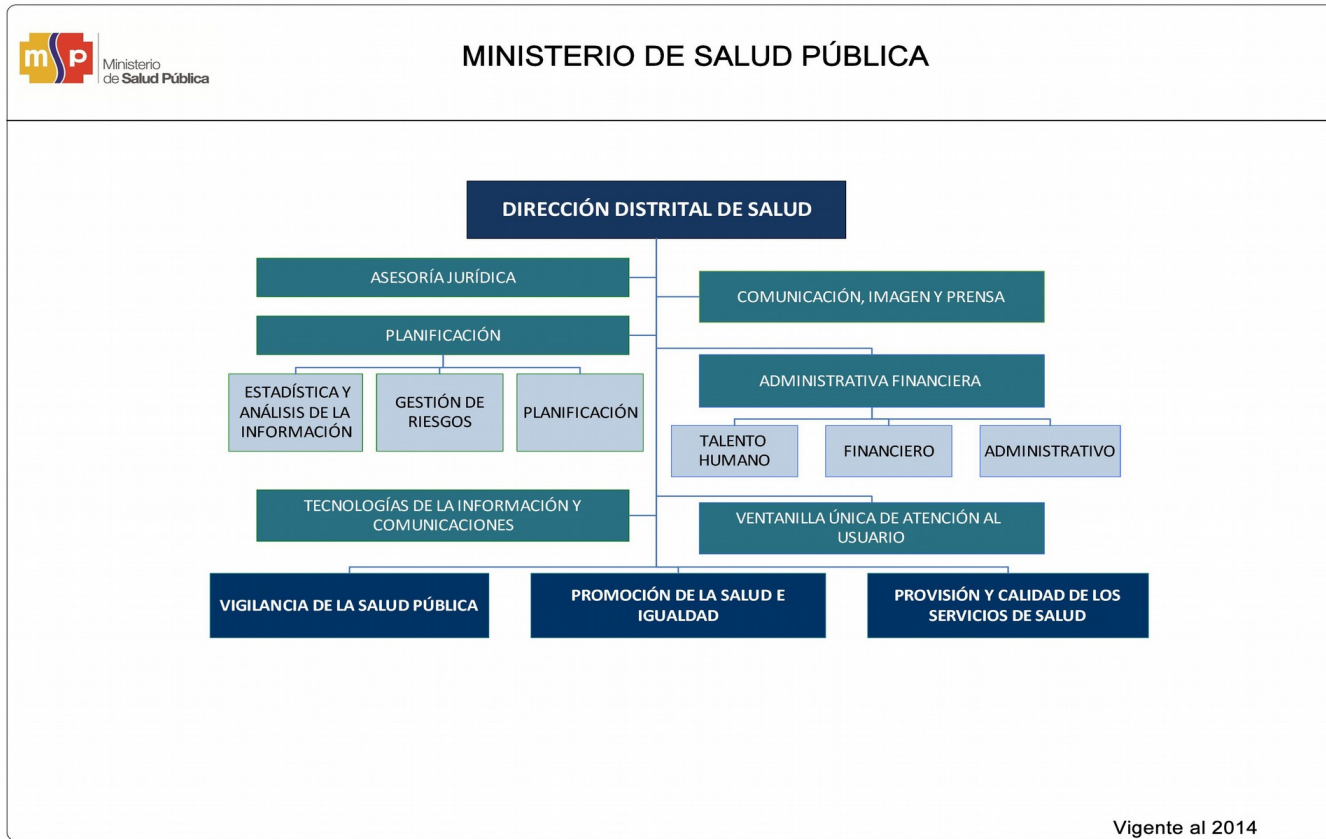 msp
Ministerio
de Salud Pública
MINISTERIO DE SALUD PÚBLICA
DIRECCIÓN DISTRITAL DE SALUD
ASESORÍA JURÍDICA
COMUNICACIÓN, IMAGEN Y PRENSA
PLANIFICACIÓN
ESTADÍSTICA Y
ANÁLISIS DE LA
INFORMACIÓN
GESTIÓN DE
RIESGOS
PLANIFICACIÓN
ADMINISTRATIVA FINANCIERA
TALENTO
HUMANO
FINANCIERO
ADMINISTRATIVO
TECNOLOGÍAS DE LA INFORMACIÓN Y
COMUNICACIONES
VENTANILLA ÚNICA DE ATENCIÓN AL
USUARIO
VIGILANCIA DE LA SALUD PÚBLICA
PROMOCIÓN DE LA SALUD E
IGUALDAD
PROVISIÓN Y CALIDAD DE LOS
SERVICIOS DE SALUD
Vigente al 2014